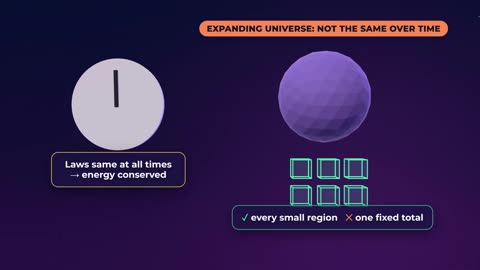 EXPANDING UNIVERSE: NOT THE SAME OVER TIME
Laws same at all times
→ energy conserved
✓ every small region ✕ one fixed total